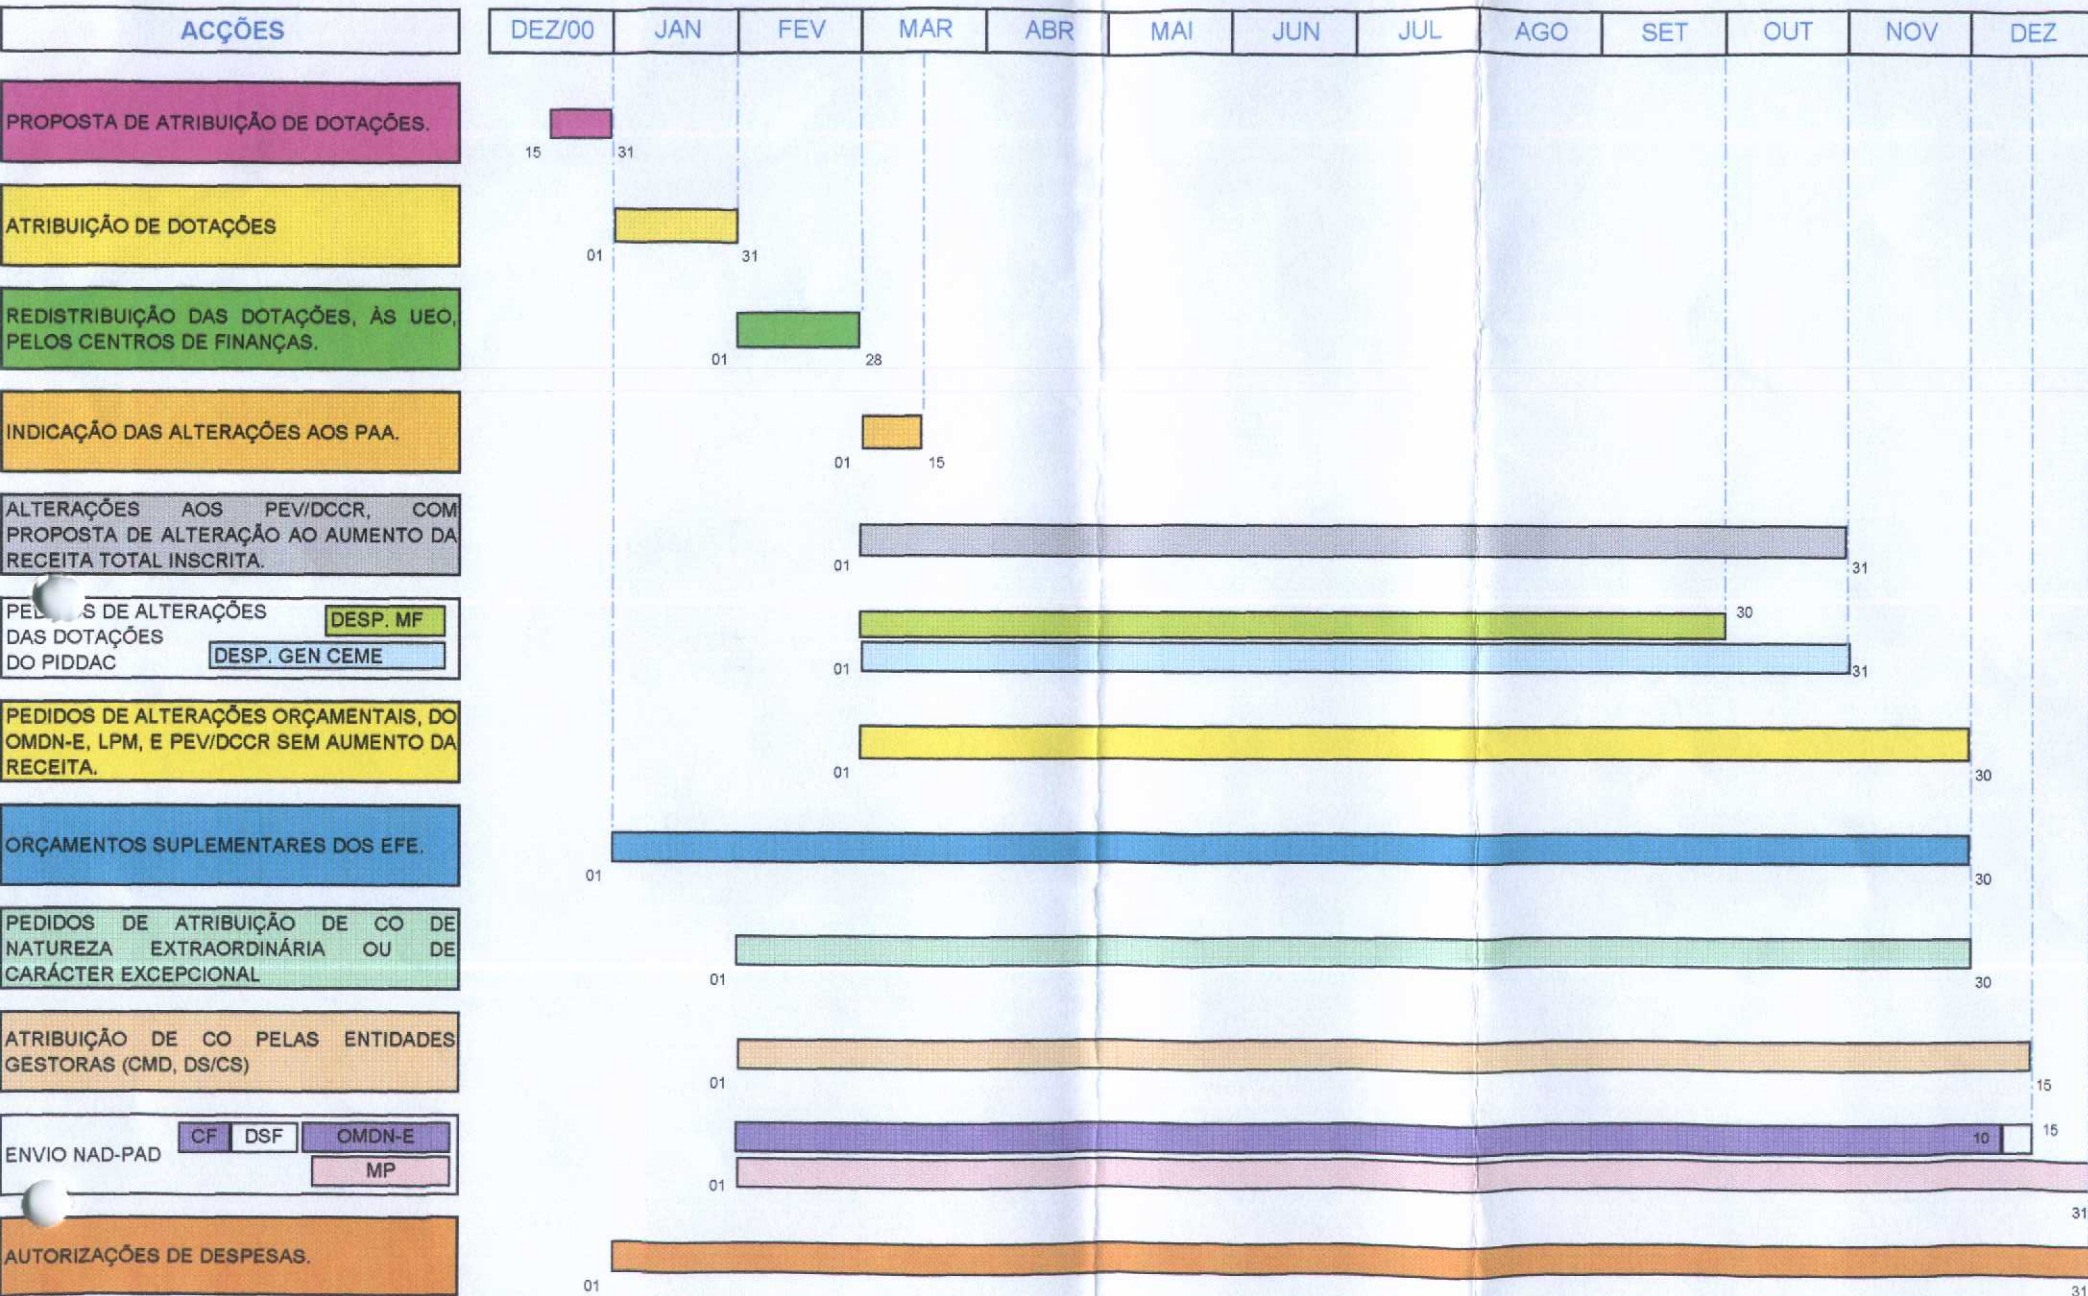 ACÇÕES DEZ/00 JAN FEV MAR ABR MAI JUN JUL AGO SET OUT NOV DEZ
PROPOSTA DE ATRIBUIÇÃO DE DOTAÇÕES.
15 31
ATRIBUIÇÃO DE DOTAÇÕES
01 31
REDISTRIBUIÇÃO DAS DOTAÇÕES, ÀS UEO,
PELOS CENTROS DE FINANÇAS.
01 28
INDICAÇÃO DAS ALTERAÇÕES AOS PAA.
01 15
ALTERAÇÕES AOS PEV/DCCR, COM
PROPOSTA DE ALTERAÇÃO AO AUMENTO DA
RECEITA TOTAL INSCRITA.
01 31
DE ALTERAÇÕES
DAS DOTAÇÕES
DO PIDDAC
DESP. MF
DESP. GEN CEME
30
01 31
PEDIDOS DE ALTERAÇÕES ORÇAMENTAIS, DO
OMDN-E, LPM, E PEV/DCCR SEM AUMENTO DA
RECEITA.
01 30
ORÇAMENTOS SUPLEMENTARES DOS EFE.
01 30
PEDIDOS DE ATRIBUIÇÃO DE CO DE
NATUREZA EXTRAORDINÁRIA OU DE
CARÁCTER EXCEPCIONAL
01 30
ATRIBUIÇÃO DE CO PELAS ENTIDADES
GESTORAS (CMD, DS/CS)
01 15
ENVIO NAD-PAD
CF DSF OMDN-E
MP
10 15
01 31
AUTORIZAÇÕES DE DESPESAS.
01 31